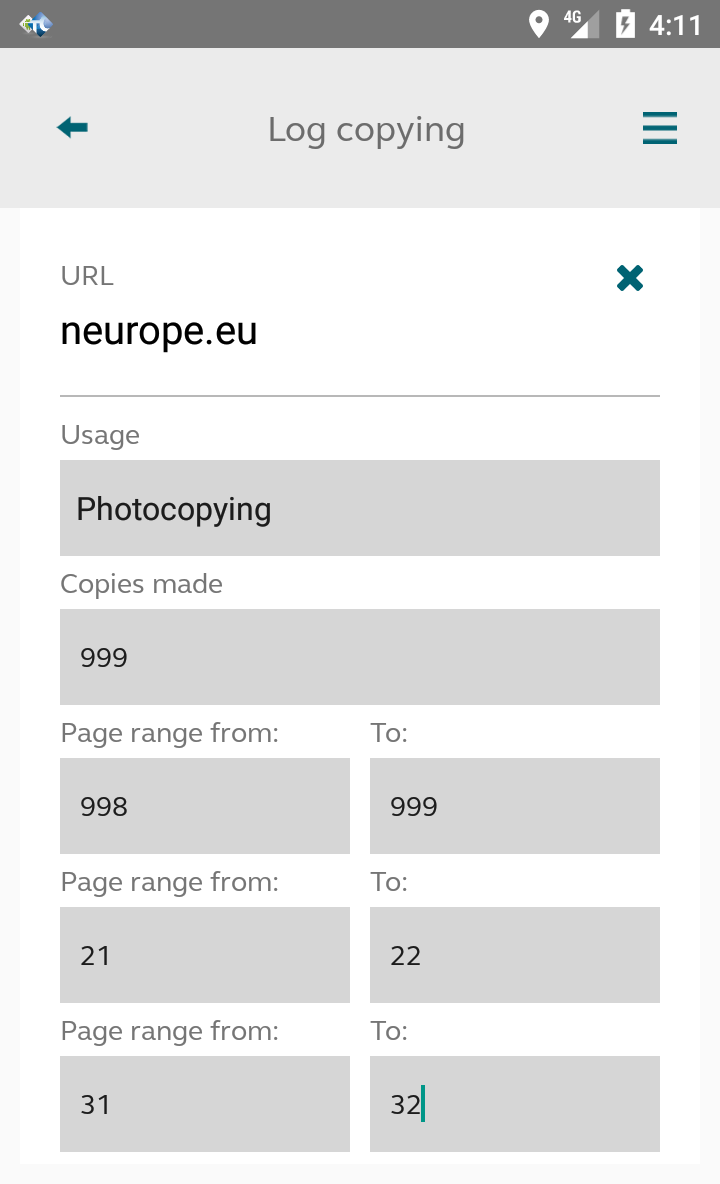 4G 4:11
Log copying
URL
neurope.eu
Usage
Photocopying
Copies made
999
Page range from: To:
998 999
Page range from: To:
21 22
Page range from: To:
31 32